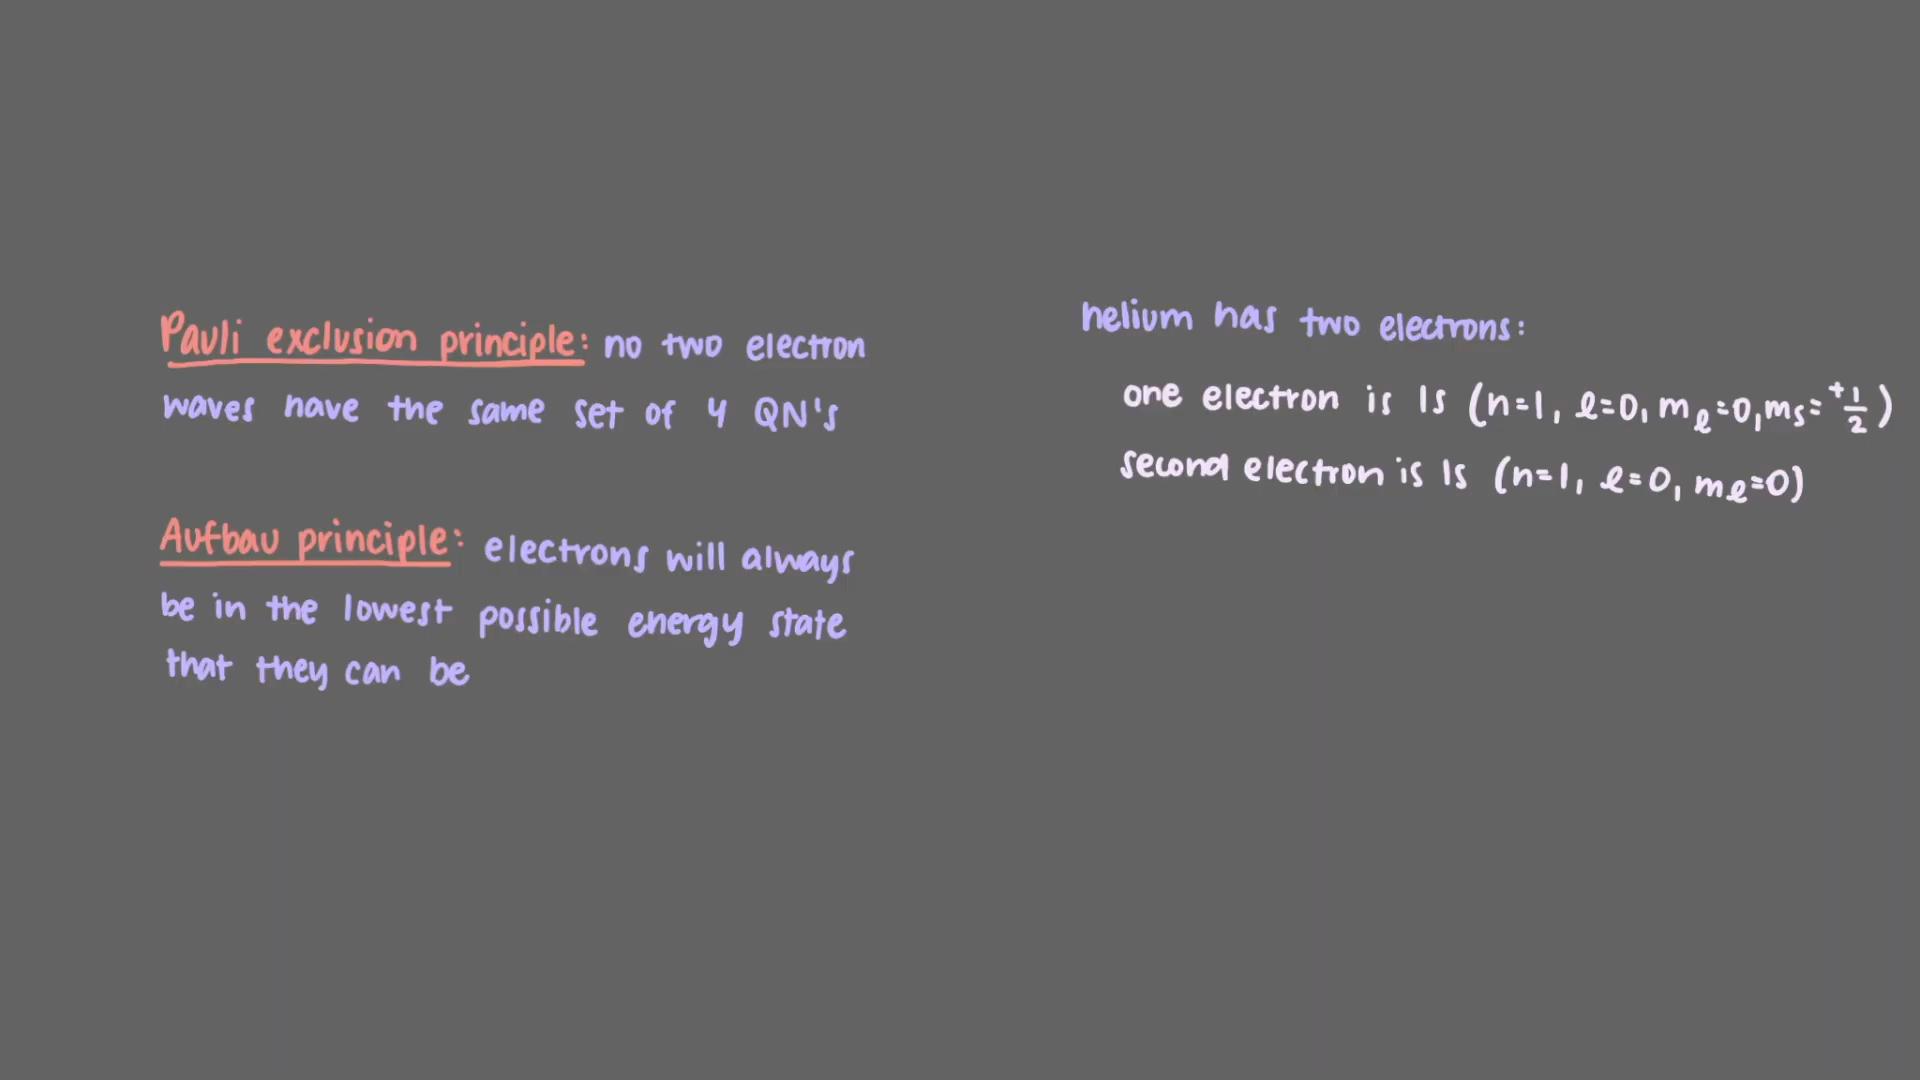 Pauli exclusion principle: no two electron
waves have the same set of 4 QN's
Aufbau principle: electrons will always
be in the lowest possible energy state
that they can be
helium has two electrons:
one electron is 1s (n=1, ℓ=0, mℓ=0, ms=+1/2)
second electron is 1s (n=1, ℓ=0, mℓ=0)